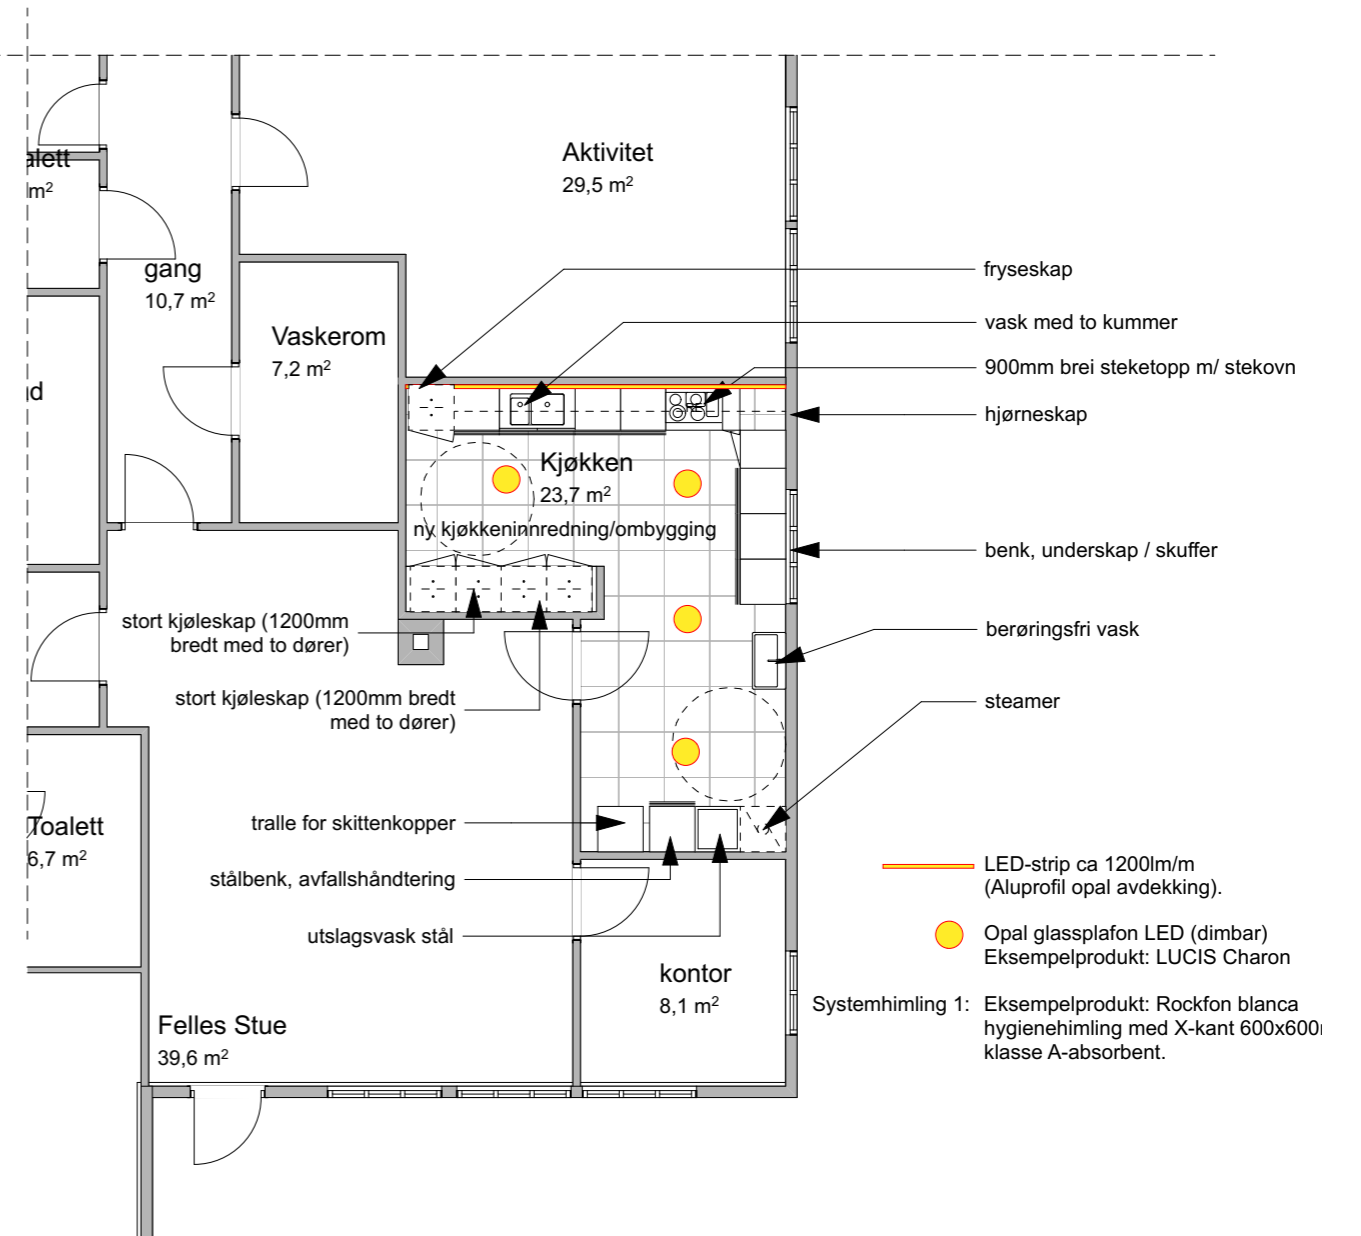 Aktivitet
29,5 m²
alett
m²
gang
10,7 m²
Vaskerom
7,2 m²
fryseskap
vask med to kummer
900mm brei steketopp m/ stekovn
hjørneskap
Kjøkken
23,7 m²
ny kjøkkeninnredning/ombygging
benk, underskap / skuffer
stort kjøleskap (1200mm
bredt med to dører)
berøringsfri vask
stort kjøleskap (1200mm bredt
med to dører)
steamer
Toalett
6,7 m²
tralle for skittenkopper
stålbenk, avfallshåndtering
utslagsvask stål
LED-strip ca 1200lm/m
(Aluprofil opal avdekking).
Opal glassplafon LED (dimbar)
Eksempelprodukt: LUCIS Charon
kontor
8,1 m²
Systemhimling 1: Eksempelprodukt: Rockfon blanca
hygienehimling med X-kant 600x600
klasse A-absorbent.
Felles Stue
39,6 m²